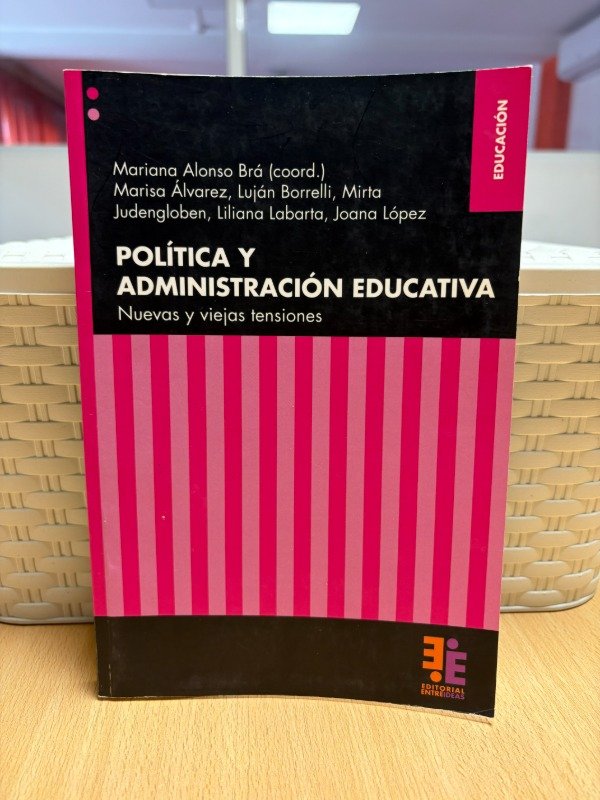 EDUCACIÓN
Mariana Alonso Brá (coord.)
Marisa Álvarez, Luján Borrelli, Mirta
Judengloben, Liliana Labarta, Joana López
POLÍTICA Y
ADMINISTRACIÓN EDUCATIVA
Nuevas y viejas tensiones
EDITORIAL
ENTREIDEAS